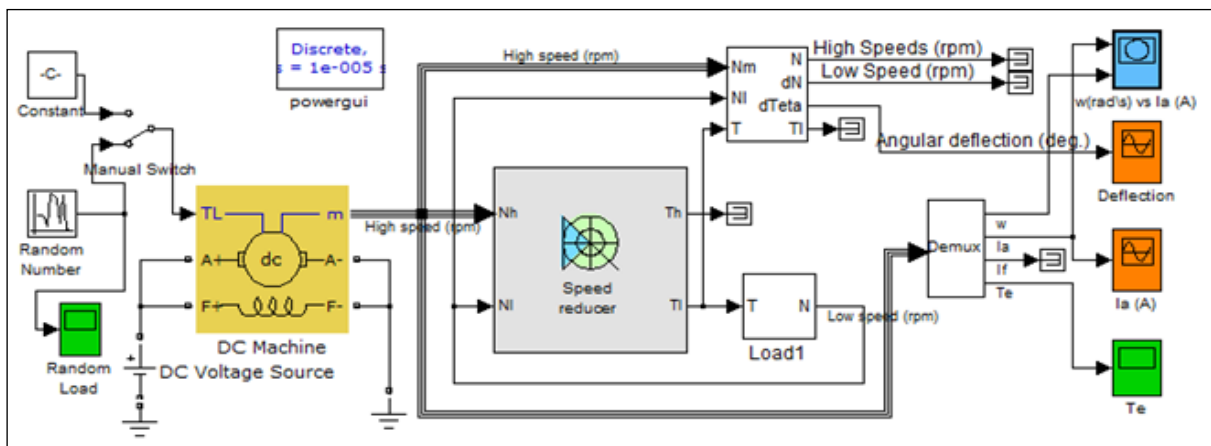 -C-
Constant
Manual Switch
Random
Number
Random
Load
Discrete,
s = 1e-005 s
powergui
TL
m
A+
dc
A-
F+
F-
DC Machine
DC Voltage Source
High speed (rpm)
High speed (rpm)
Nh
Th
Speed
reducer
Nl
Tl
T
N
Load1
Low speed (rpm)
Nm
N
Nl
dN
dTeta
T
Tl
High Speeds (rpm)
Low Speed (rpm)
Angular deflection (deg.)
Demux
w
Ia
If
Te
w(rad\s) vs Ia (A)
Deflection
Ia (A)
Te